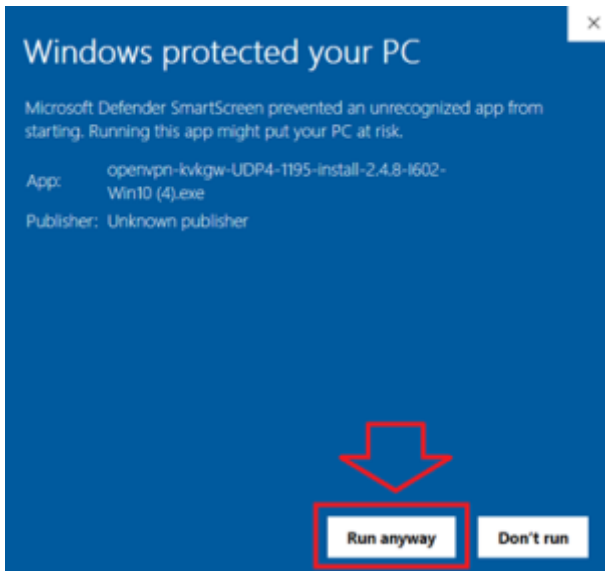 Windows protected your PC
Microsoft Defender SmartScreen prevented an unrecognized app from
starting. Running this app might put your PC at risk.
App: openvpn-kvkgw-UDP4-1195-install-2.4.8-I602-
Win10 (4).exe
Publisher: Unknown publisher
Run anyway Don't run